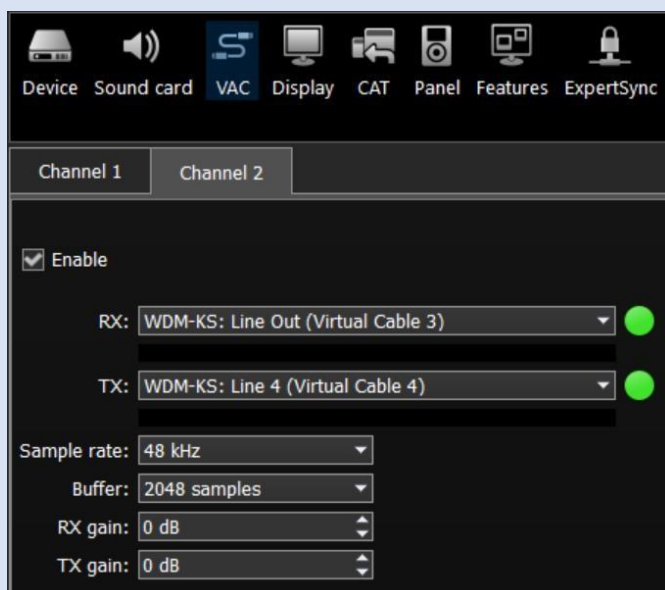 Device Sound card VAC Display CAT Panel Features ExpertSync
Channel 1 Channel 2
Enable
RX: WDM-KS: Line Out (Virtual Cable 3)
TX: WDM-KS: Line 4 (Virtual Cable 4)
Sample rate: 48 kHz
Buffer: 2048 samples
RX gain: 0 dB
TX gain: 0 dB